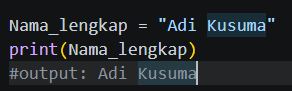 Nama_lengkap = "Adi Kusuma"
print(Nama_lengkap)
#output: Adi Kusuma